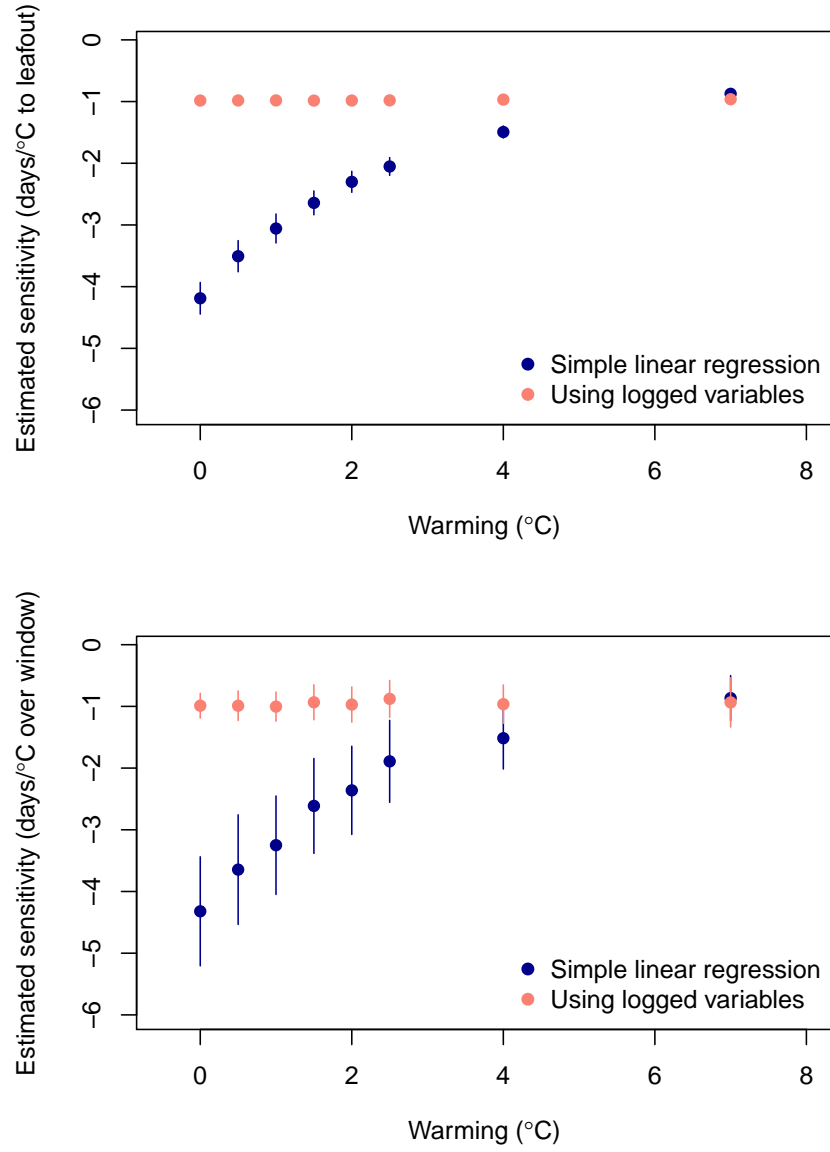 Estimated sensitivity (days/°C to leafout)
0
−1
−2
−3
−4
−5
−6
Simple linear regression
Using logged variables
0 2 4 6 8
Warming (°C)
Estimated sensitivity (days/°C over window)
0
−1
−2
−3
−4
−5
−6
Simple linear regression
Using logged variables
0 2 4 6 8
Warming (°C)